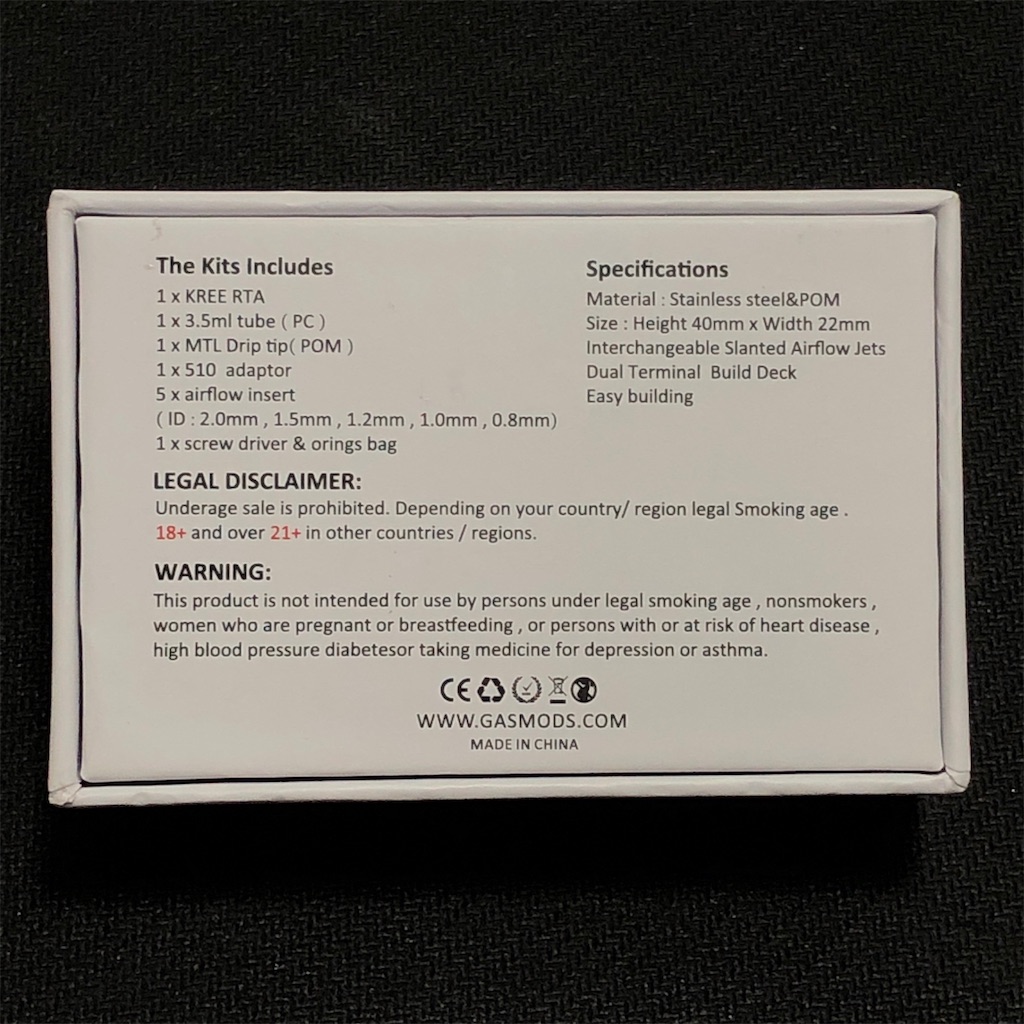 The Kits Includes
1 x KREE RTA
1 x 3.5ml tube ( PC )
1 x MTL Drip tip( POM )
1 x 510 adaptor
5 x airflow insert
( ID : 2.0mm , 1.5mm , 1.2mm , 1.0mm , 0.8mm)
1 x screw driver & orings bag
Specifications
Material : Stainless steel&POM
Size : Height 40mm x Width 22mm
Interchangeable Slanted Airflow Jets
Dual Terminal Build Deck
Easy building
LEGAL DISCLAIMER:
Underage sale is prohibited. Depending on your country/ region legal Smoking age .
18+ and over 21+ in other countries / regions.
WARNING:
This product is not intended for use by persons under legal smoking age , nonsmokers ,
women who are pregnant or breastfeeding , or persons with or at risk of heart disease ,
high blood pressure diabetesor taking medicine for depression or asthma.
CE
WWW.GASMODS.COM
MADE IN CHINA